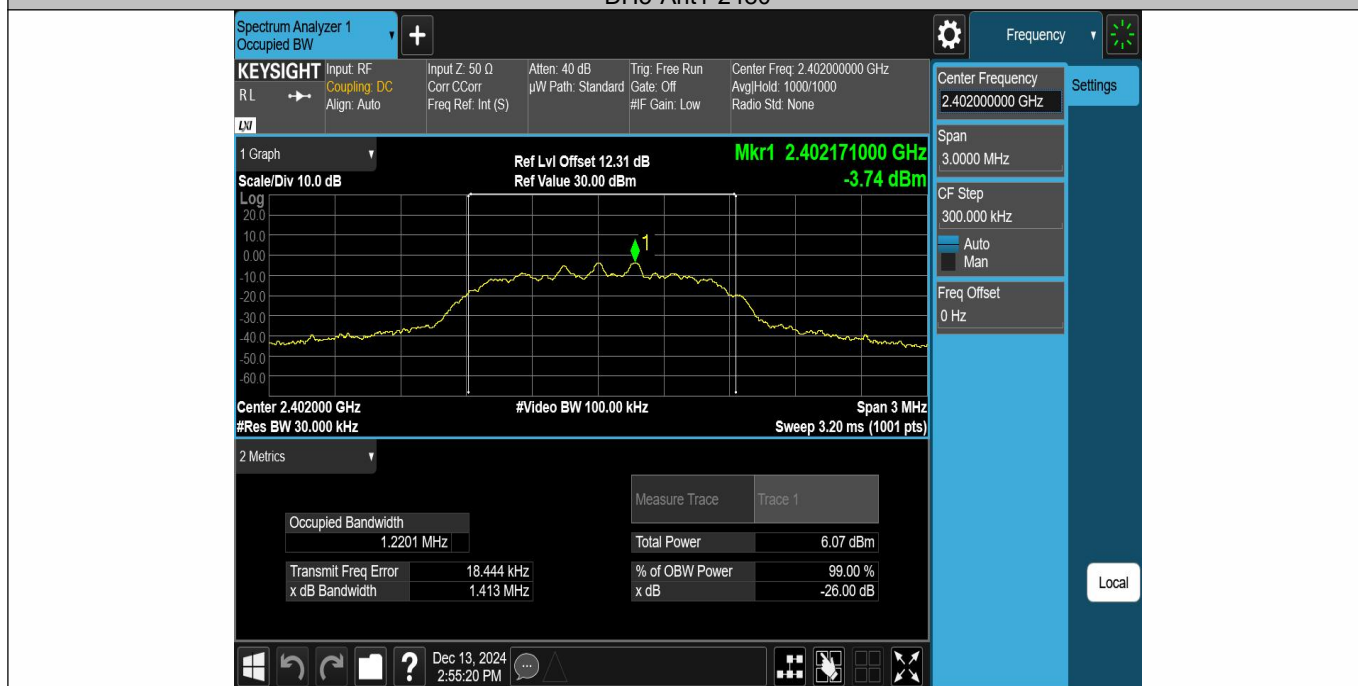 Spectrum Analyzer 1
Occupied BW
Frequency
KEYSIGHT
RL
LXI
Input: RF
Coupling: DC
Align: Auto
Input Z: 50 Ω
Corr CCorr
Freq Ref: Int (S)
Atten: 40 dB
µW Path: Standard
Trig: Free Run
Gate: Off
#IF Gain: Low
Center Freq: 2.402000000 GHz
Avg|Hold: 1000/1000
Radio Std: None
Center Frequency
2.402000000 GHz
Settings
Span
3.0000 MHz
CF Step
300.000 kHz
Auto
Man
Freq Offset
0 Hz
Local
1 Graph
Scale/Div 10.0 dB
Ref Lvl Offset 12.31 dB
Ref Value 30.00 dBm
Mkr1 2.402171000 GHz
-3.74 dBm
Log
20.0
10.0
0.00
-10.0
-20.0
-30.0
-40.0
-50.0
-60.0
1
Center 2.402000 GHz
#Video BW 100.00 kHz
Span 3 MHz
#Res BW 30.000 kHz
Sweep 3.20 ms (1001 pts)
2 Metrics
Measure Trace
Trace 1
Occupied Bandwidth
1.2201 MHz
Total Power
6.07 dBm
Transmit Freq Error
18.444 kHz
% of OBW Power
99.00 %
x dB Bandwidth
1.413 MHz
x dB
-26.00 dB
Dec 13, 2024
2:55:20 PM